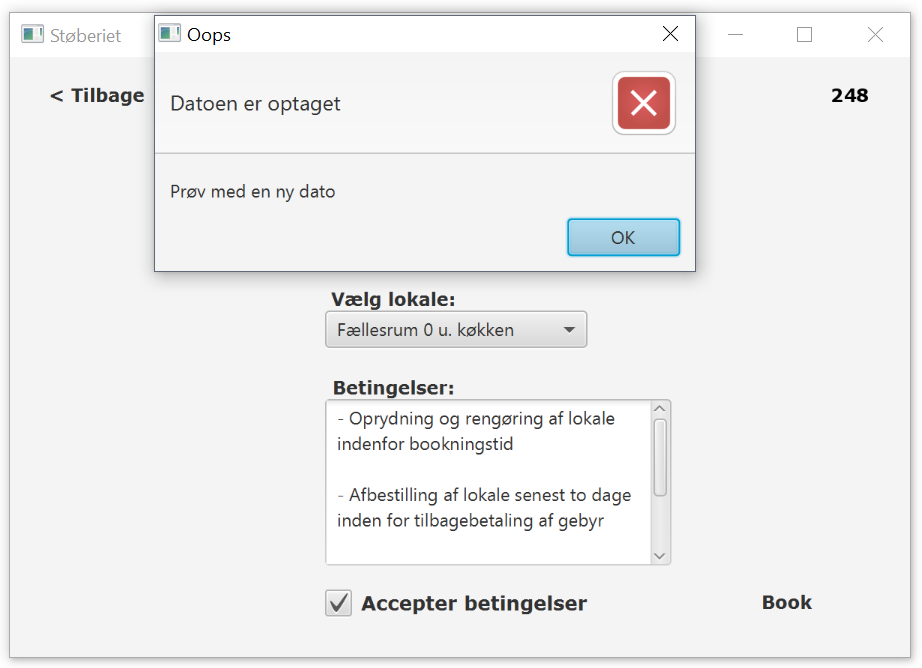 Støberiet
Oops
< Tilbage
248
Datoen er optaget
Prøv med en ny dato
OK
Vælg lokale:
Fællesrum 0 u. køkken
Betingelser:
- Oprydning og rengøring af lokale
indenfor bookningstid
- Afbestilling af lokale senest to dage
inden for tilbagebetaling af gebyr
Accepter betingelser
Book